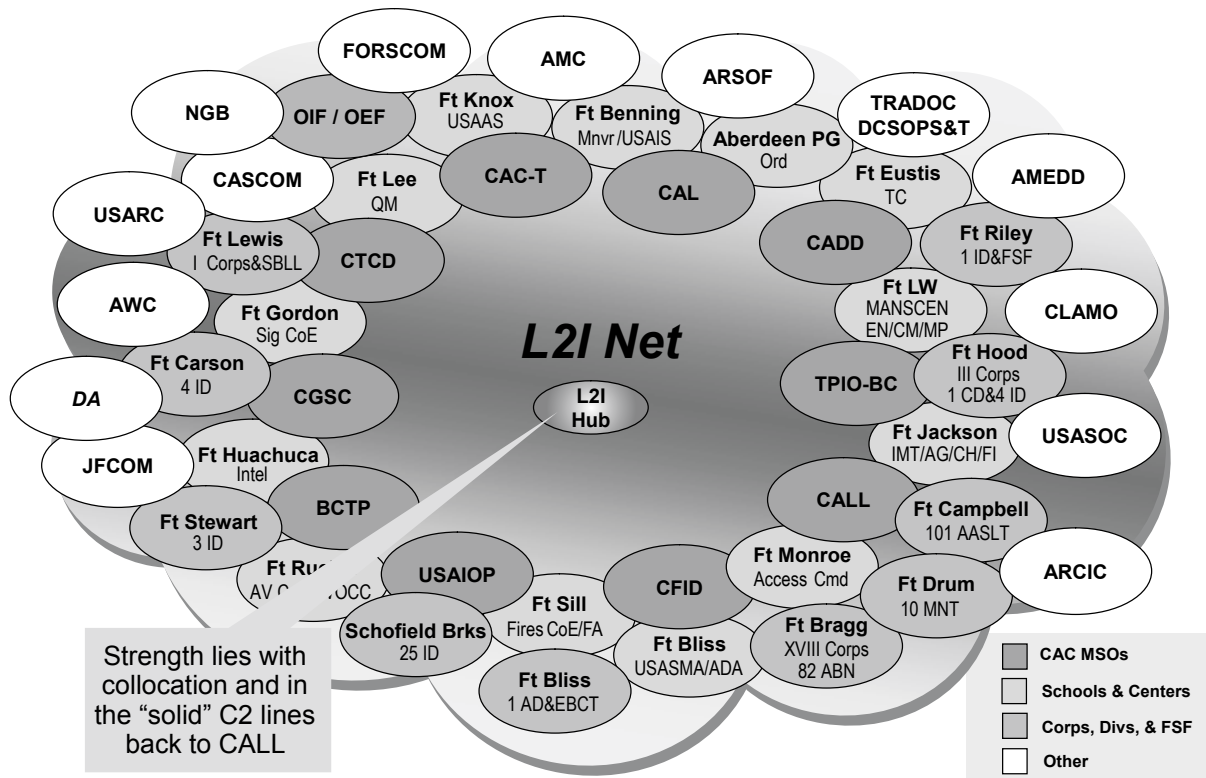 FORSCOM
AMC
ARSOF
NGB
OIF / OEF
Ft Knox
USAAS
Ft Benning
Mnvr/USAIS
Aberdeen PG
Ord
TRADOC
DCSOPS&T
CASCOM
Ft Lee
QM
CAC-T
CAL
Ft Eustis
TC
AMEDD
USARC
Ft Lewis
I Corps&SBLL
CTCD
CADD
Ft Riley
1 ID&FSF
AWC
Ft Gordon
Sig CoE
Ft LW
MANSCEN
EN/CM/MP
CLAMO
L2I Net
Ft Carson
4 ID
CGSC
L2I
Hub
TPIO-BC
Ft Hood
III Corps
1 CD&4 ID
DA
JFCOM
Ft Huachuca
Intel
Ft Jackson
IMT/AG/CH/FI
USASOC
Ft Stewart
3 ID
BCTP
CALL
Ft Campbell
101 AASLT
AV
USAIOP
Ft Sill
Fires CoE/FA
CFID
Ft Monroe
Access Cmd
Ft Drum
10 MNT
ARCIC
Schofield Brks
25 ID
Ft Bliss
1 AD&EBCT
Ft Bliss
USASMA/ADA
Ft Bragg
XVIII Corps
82 ABN
Strength lies with
collocation and in
the “solid” C2 lines
back to CALL
CAC MSOs
Schools & Centers
Corps, Divs, & FSF
Other